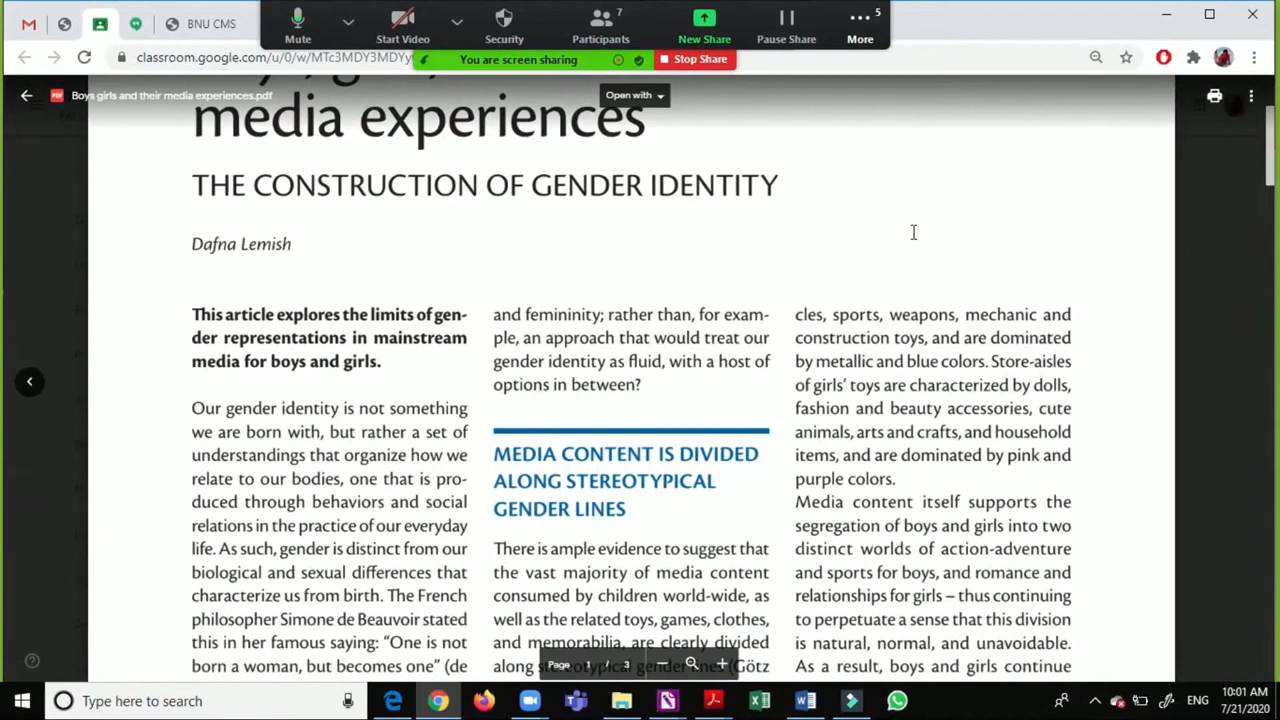 BNU CMS
Mute
Start Video
Security
7
Participants
New Share
Pause Share
5
More
classroom.google.com/u/0/w/MTc3MDY3MDYy
You are screen sharing
Stop Share
PDF
Boys girls and their media experiences.pdf
Open with
media experiences
THE CONSTRUCTION OF GENDER IDENTITY
Dafna Lemish
This article explores the limits of gen-
der representations in mainstream
media for boys and girls.
Our gender identity is not something
we are born with, but rather a set of
understandings that organize how we
relate to our bodies, one that is pro-
duced through behaviors and social
relations in the practice of our everyday
life. As such, gender is distinct from our
biological and sexual differences that
characterize us from birth. The French
philosopher Simone de Beauvoir stated
this in her famous saying: “One is not
born a woman, but becomes one” (de
and femininity; rather than, for exam-
ple, an approach that would treat our
gender identity as fluid, with a host of
options in between?
MEDIA CONTENT IS DIVIDED
ALONG STEREOTYPICAL
GENDER LINES
There is ample evidence to suggest that
the vast majority of media content
consumed by children world-wide, as
well as the related toys, games, clothes,
and memorabilia, are clearly divided
along stereotypical gender lines (Götz
cles, sports, weapons, mechanic and
construction toys, and are dominated
by metallic and blue colors. Store-aisles
of girls’ toys are characterized by dolls,
fashion and beauty accessories, cute
animals, arts and crafts, and household
items, and are dominated by pink and
purple colors.
Media content itself supports the
segregation of boys and girls into two
distinct worlds of action-adventure
and sports for boys, and romance and
relationships for girls – thus continuing
to perpetuate a sense that this division
is natural, normal, and unavoidable.
As a result, boys and girls continue
Page 1 / 3
Type here to search
ENG
10:01 AM
7/21/2020